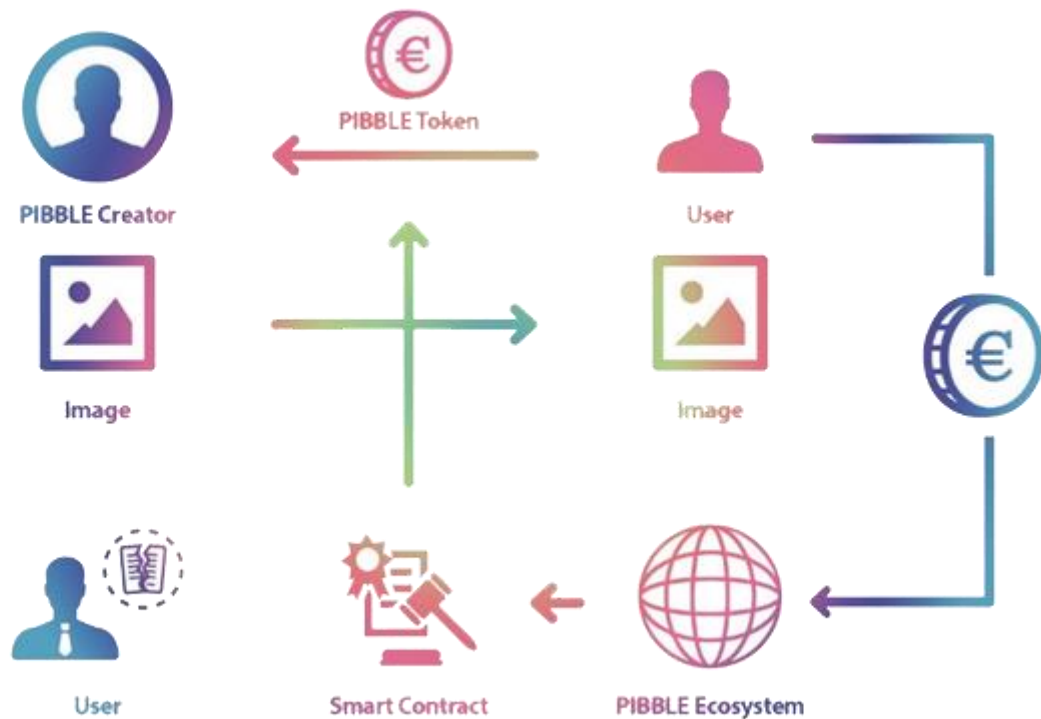 PIBBLE Token
PIBBLE Creator
User
Image
Image
User
Smart Contract
PIBBLE Ecosystem